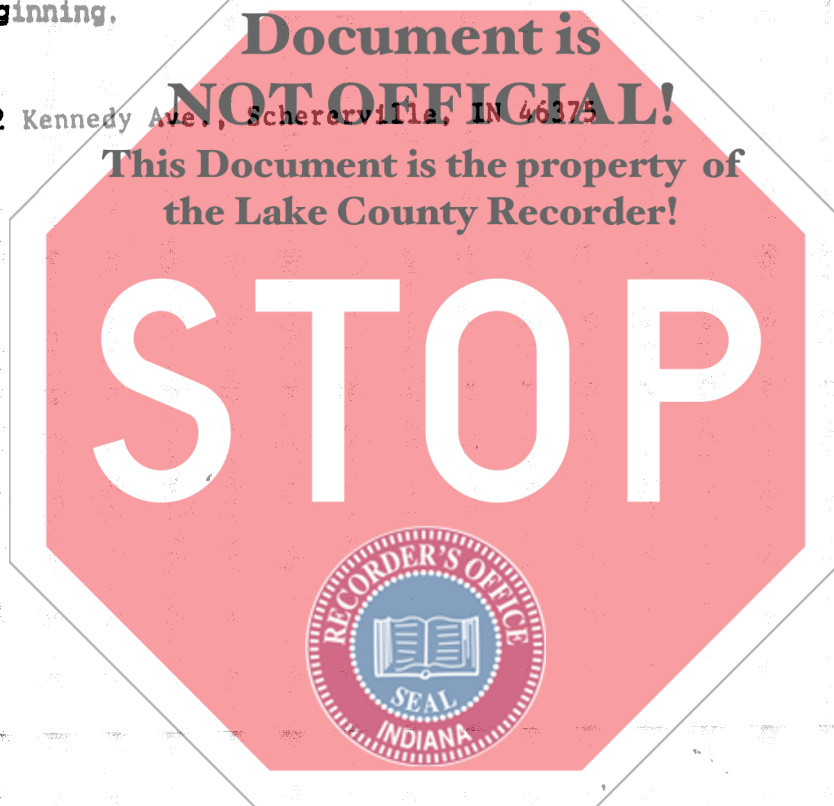 ginning.
Document is
NOT OFFICIAL!
Kennedy Ave., Schererville, IN 46375
This Document is the property of
the Lake County Recorder!
STOP
RECORDER'S OFFICE
SEAL
INDIANA